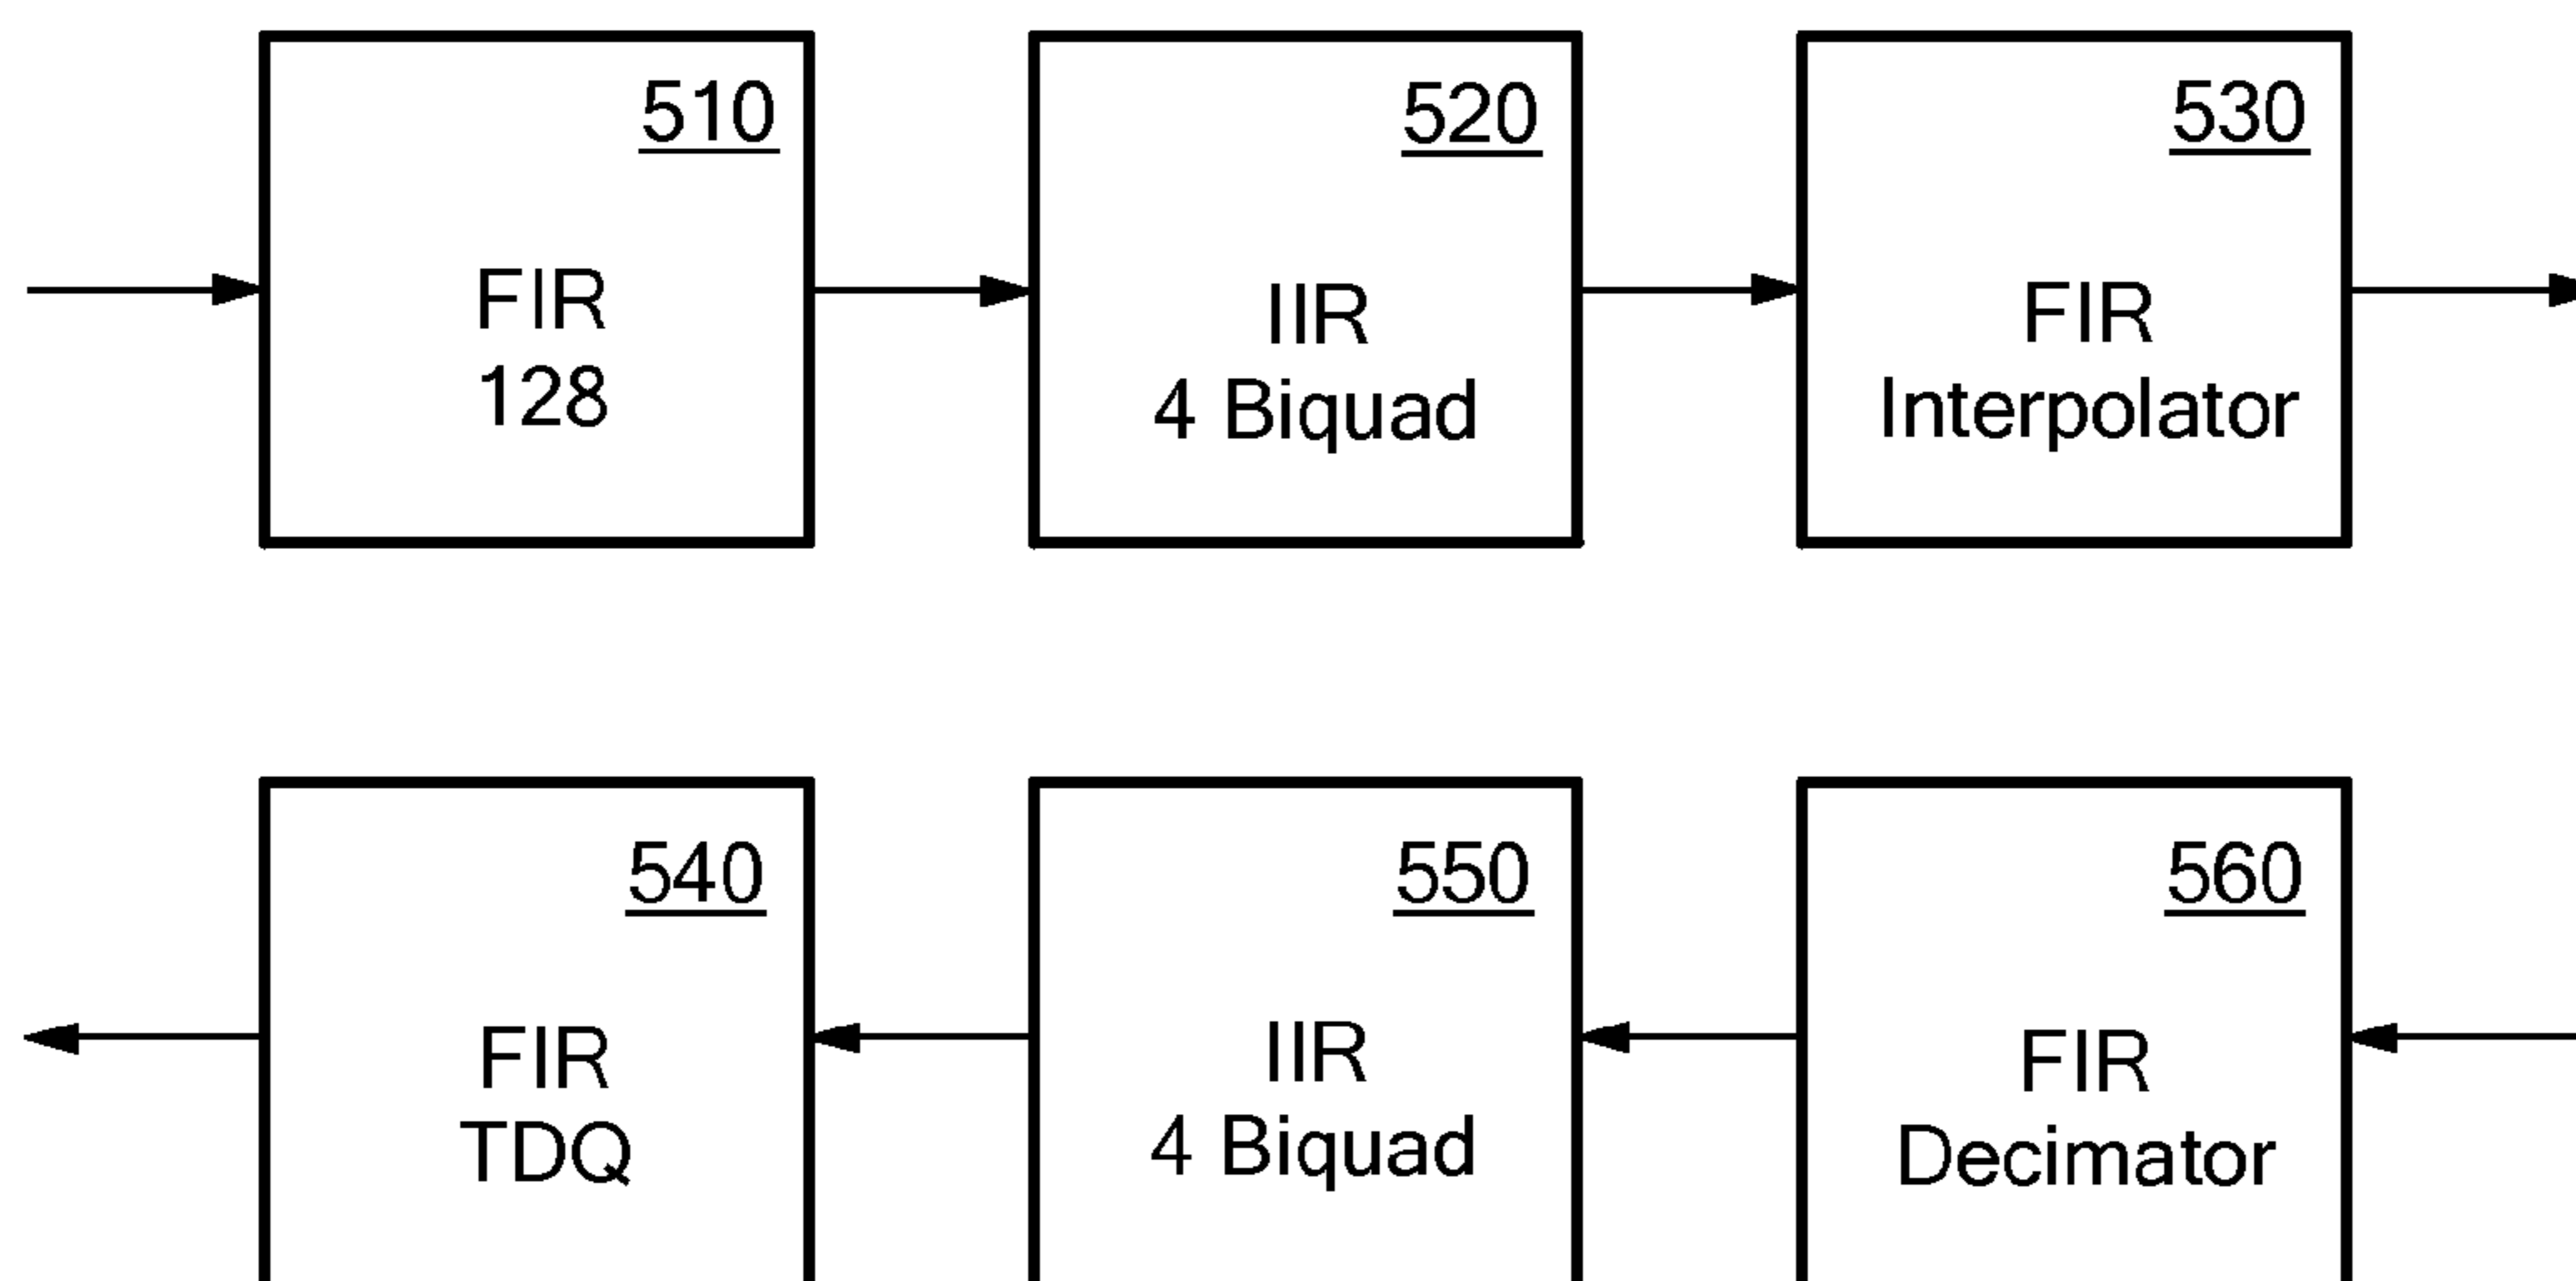 510
FIR
128
520
IIR
4 Biquad
530
FIR
Interpolator
540
FIR
TDQ
550
IIR
4 Biquad
560
FIR
Decimator